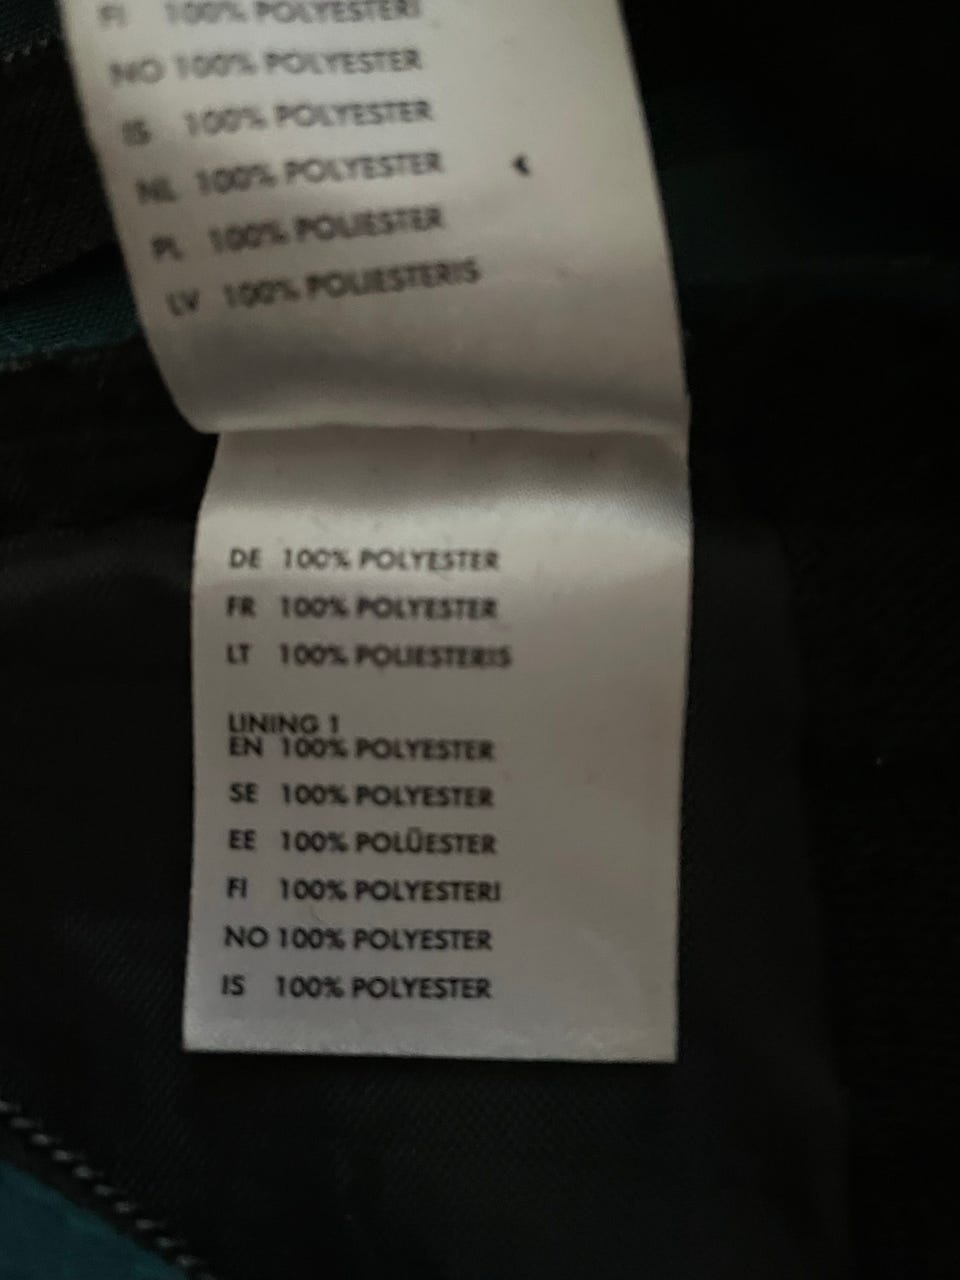 FI 100% POLYESTERI
NO 100% POLYESTER
IS 100% POLYESTER
NL 100% POLYESTER
PL 100% POLIESTER
LV 100% POLIESTERIS
DE 100% POLYESTER
FR 100% POLYESTER
LT 100% POLIESTERIS
LINING 1
EN 100% POLYESTER
SE 100% POLYESTER
EE 100% POLÜESTER
FI 100% POLYESTERI
NO 100% POLYESTER
IS 100% POLYESTER